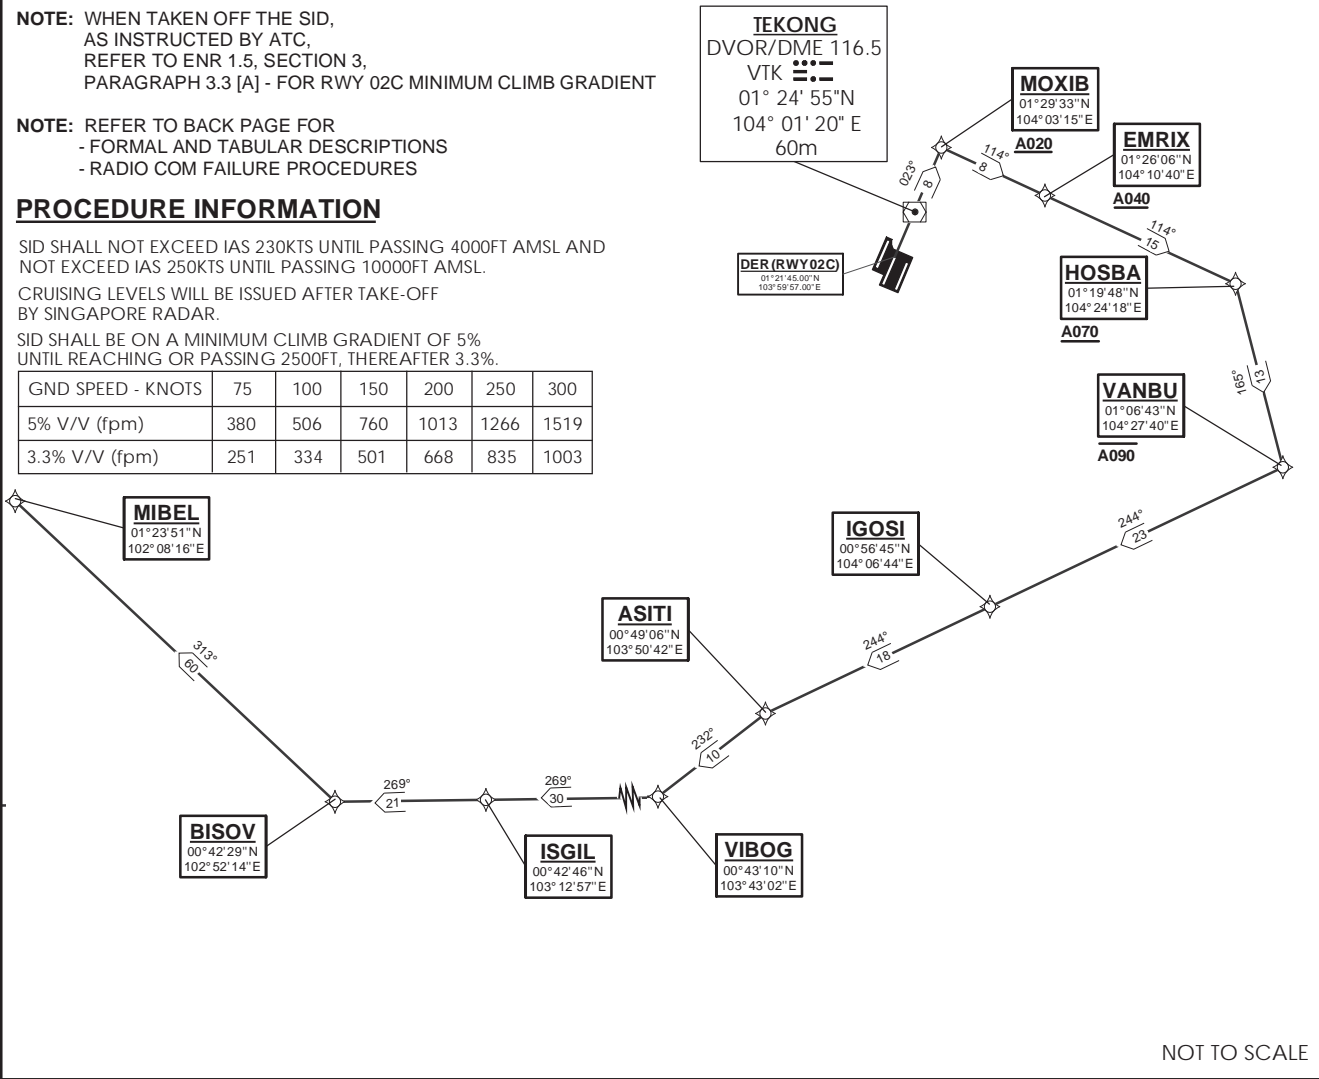 NOTE: WHEN TAKEN OFF THE SID,
AS INSTRUCTED BY ATC,
REFER TO ENR 1.5, SECTION 3,
PARAGRAPH 3.3 [A] - FOR RWY 02C MINIMUM CLIMB GRADIENT
NOTE: REFER TO BACK PAGE FOR
- FORMAL AND TABULAR DESCRIPTIONS
- RADIO COM FAILURE PROCEDURES
PROCEDURE INFORMATION
SID SHALL NOT EXCEED IAS 230KTS UNTIL PASSING 4000FT AMSL AND
NOT EXCEED IAS 250KTS UNTIL PASSING 10000FT AMSL.
CRUISING LEVELS WILL BE ISSUED AFTER TAKE-OFF
BY SINGAPORE RADAR.
SID SHALL BE ON A MINIMUM CLIMB GRADIENT OF 5%
UNTIL REACHING OR PASSING 2500FT, THEREAFTER 3.3%.
GND SPEED - KNOTS 75 100 150 200 250 300
5% V/V (fpm) 380 506 760 1013 1266 1519
3.3% V/V (fpm) 251 334 501 668 835 1003
TEKONG
DVOR/DME 116.5
VTK
01° 24' 55"N
104° 01' 20" E
60m
MOXIB
01°29'33"N
104°03'15"E
A020
EMRIX
01°26'06"N
104°10'40"E
A040
023°
8
114°
8
114°
15
DER (RWY 02C)
01°21'45.00"N
103°59'57.00"E
HOSBA
01°19'48"N
104°24'18"E
A070
165°
13
VANBU
01°06'43"N
104°27'40"E
A090
244°
23
IGOSI
00°56'45"N
104°06'44"E
244°
18
ASITI
00°49'06"N
103°50'42"E
232°
10
VIBOG
00°43'10"N
103°43'02"E
269°
30
ISGIL
00°42'46"N
103°12'57"E
269°
21
BISOV
00°42'29"N
102°52'14"E
313°
60
MIBEL
01°23'51"N
102°08'16"E
NOT TO SCALE